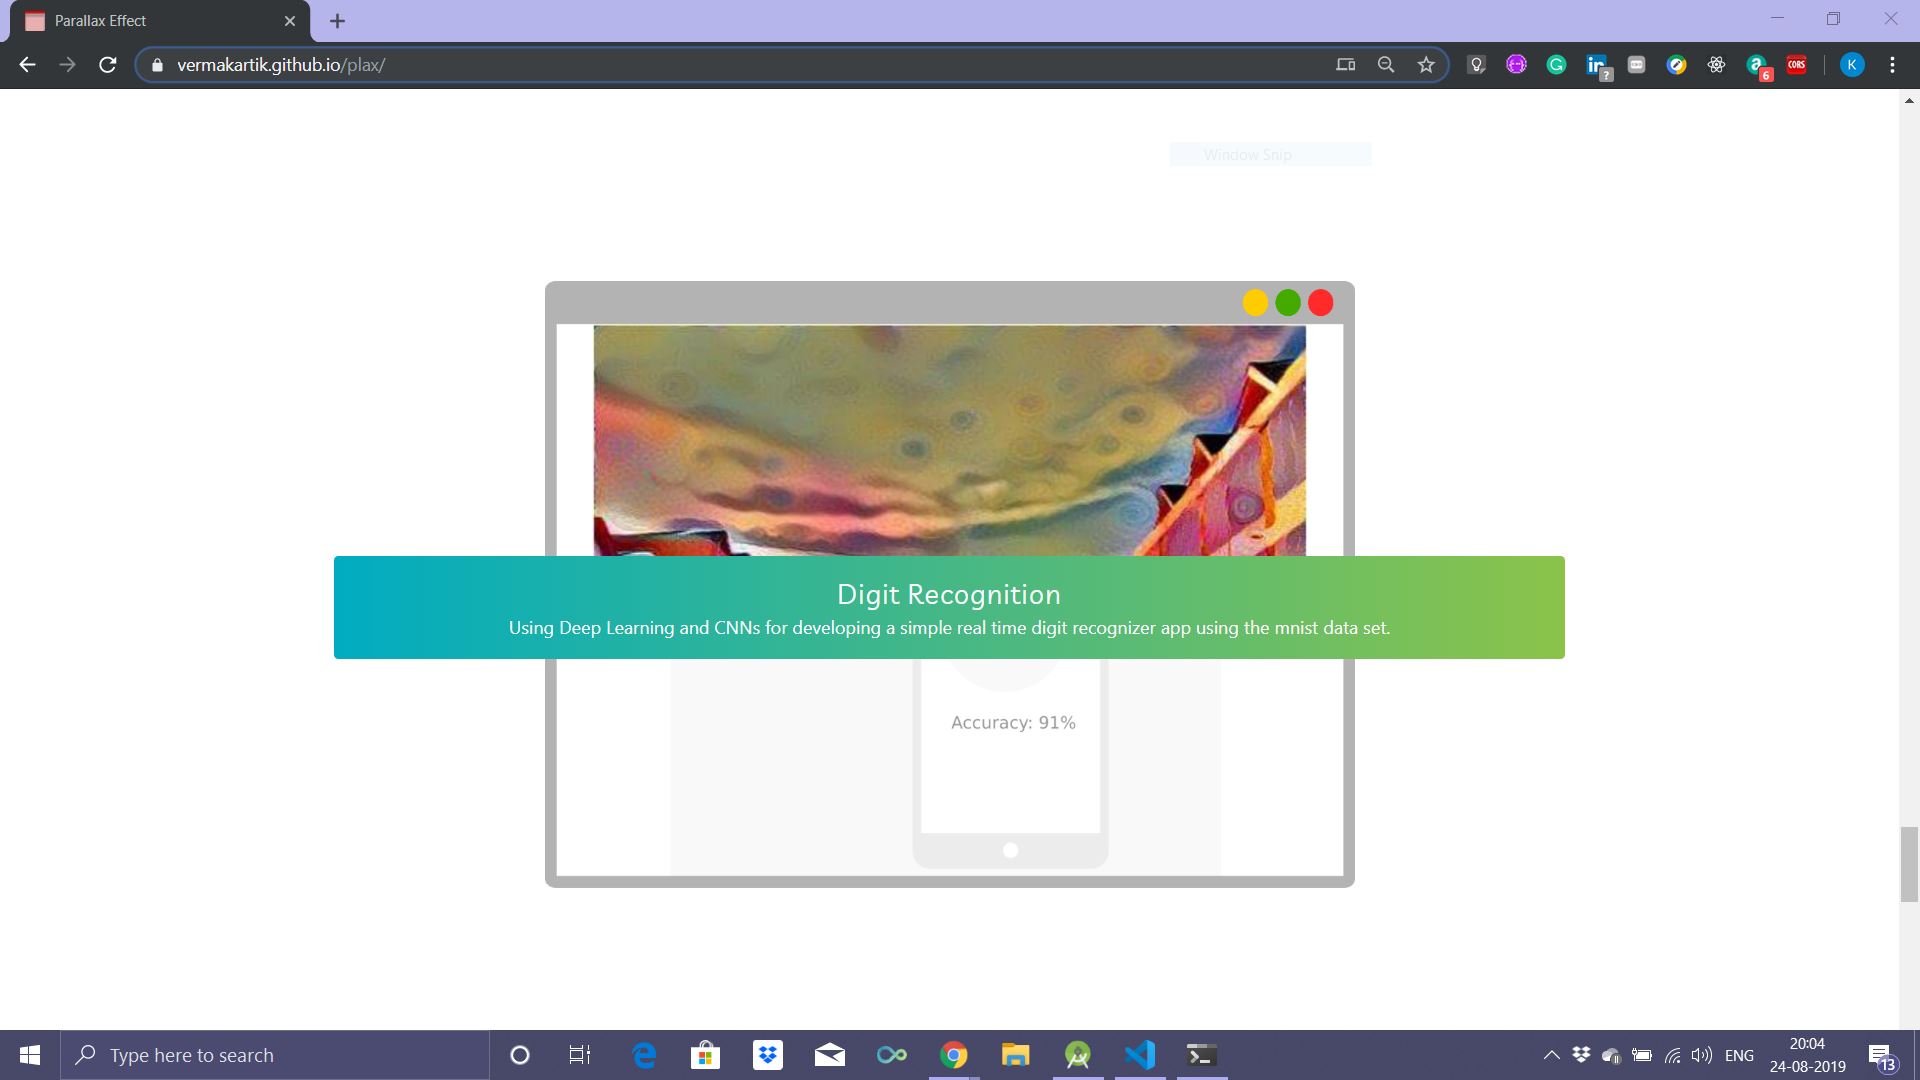 Parallax Effect
vermakartik.github.io/plax/
?
6
CORS
K
Window Snip
Digit Recognition
Using Deep Learning and CNNs for developing a simple real time digit recognizer app using the mnist data set.
Accuracy: 91%
Type here to search
ENG
20:04
24-08-2019
13